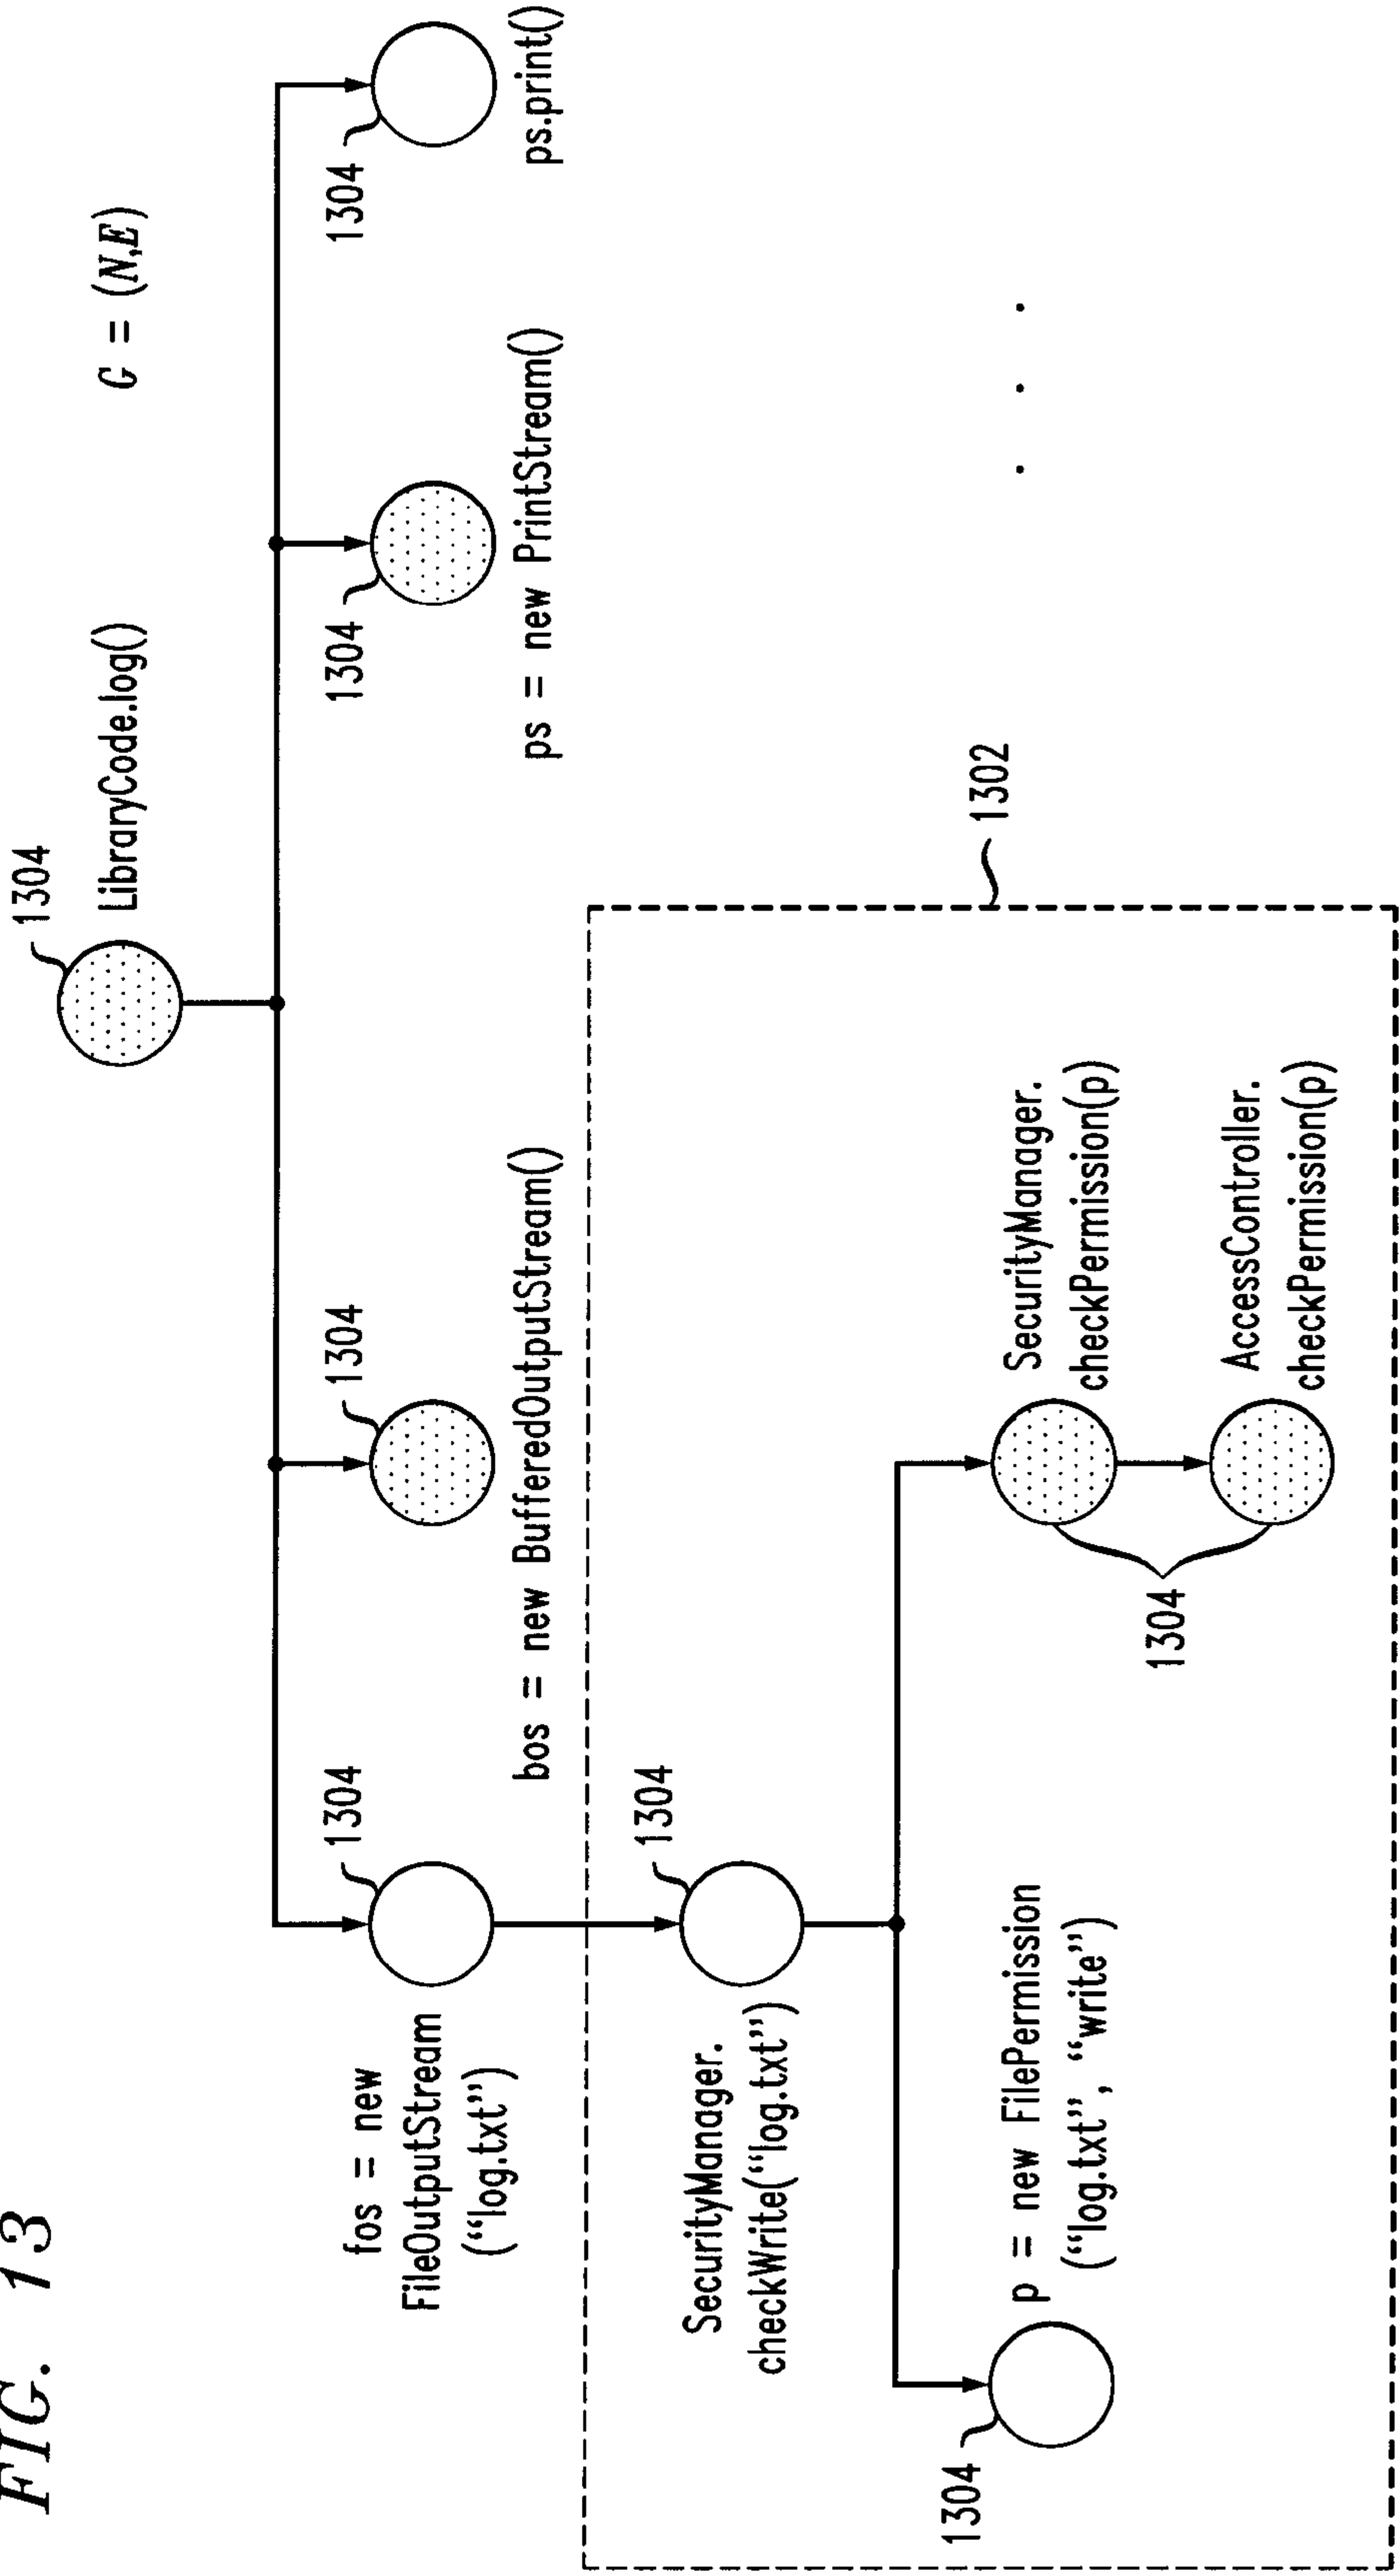 FIG. 13
1304
LibraryCode.log()
G = (N,E)
1304
1304
1304
1304
fos = new
FileOutputStream
("log.txt")
bos = new BufferedOutputStream()
ps = new PrintStream()
ps.print()
1304
SecurityManager.
checkWrite("log.txt")
1302
1304
p = new FilePermission
("log.txt", "write")
SecurityManager.
checkPermission(p)
1304
AccessController.
checkPermission(p)
. . .